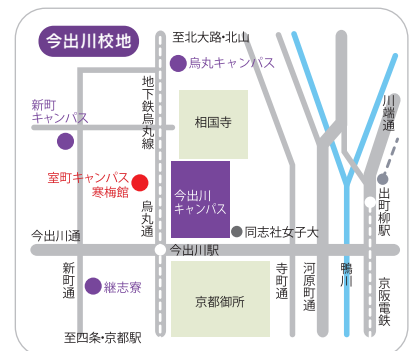 今出川校地
至北大路・北山
烏丸キャンパス
地下鉄烏丸線
新町
キャンパス
相国寺
川端通
室町キャンパス
寒梅館
今出川
キャンパス
烏丸通
出町柳駅
同志社女子大
今出川通
今出川駅
新町通
継志寮
京都御所
寺町通
河原町通
鴨川
京阪電鉄
至四条・京都駅